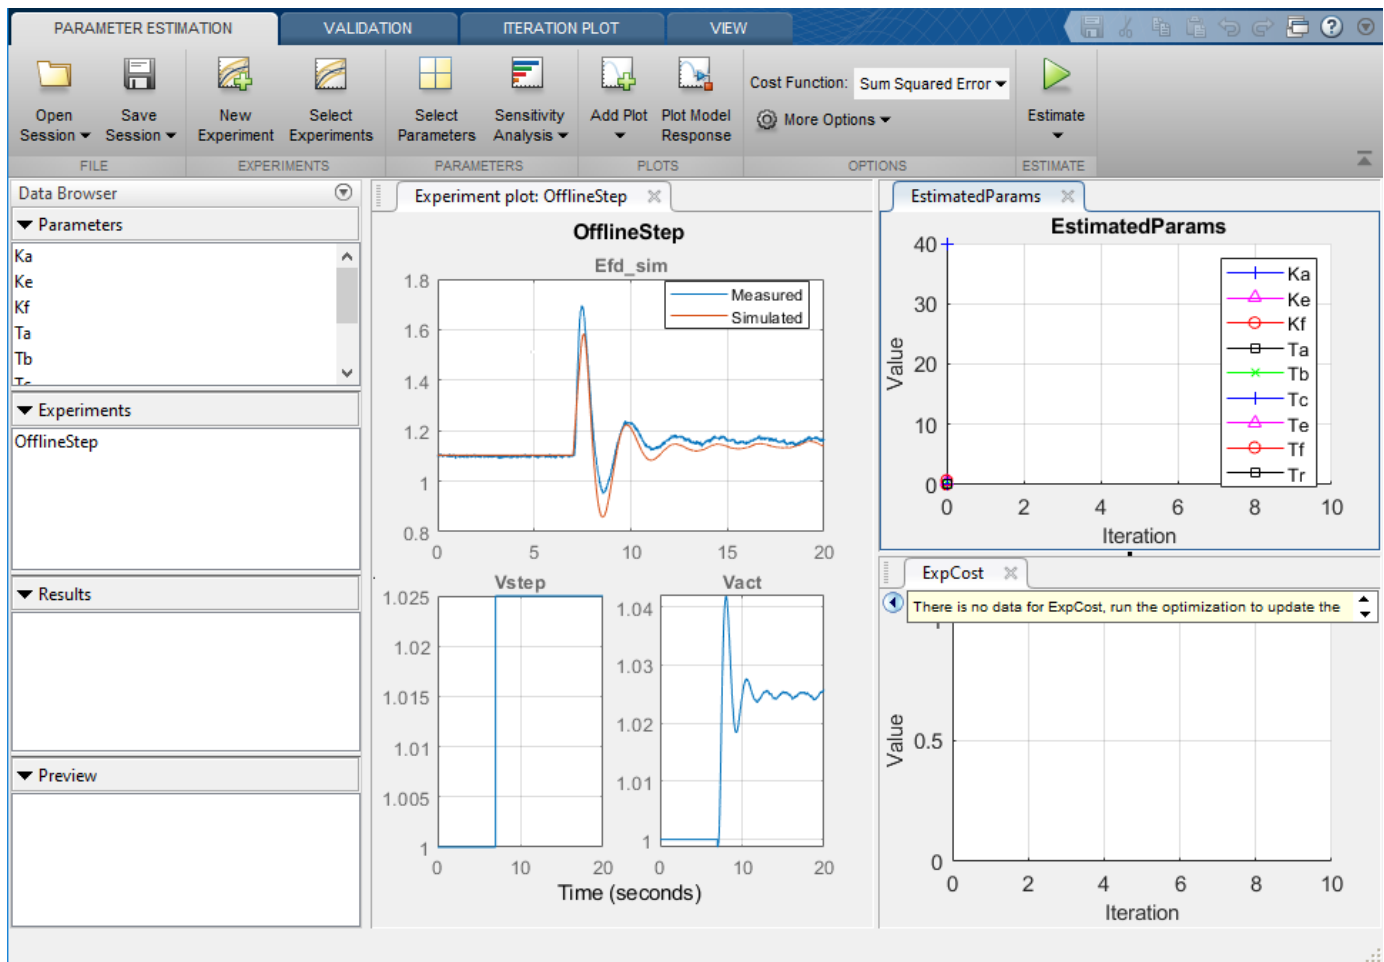 PARAMETER ESTIMATION
VALIDATION
ITERATION PLOT
VIEW
Open
Session
Save
Session
New
Experiment
Select
Experiments
Select
Parameters
Sensitivity
Analysis
Add Plot
Plot Model
Response
Cost Function:
Sum Squared Error
More Options
Estimate
FILE
EXPERIMENTS
PARAMETERS
PLOTS
OPTIONS
ESTIMATE
Data Browser
Parameters
Ka
Ke
Kf
Ta
Tb
Tc
Experiments
OfflineStep
Results
Preview
Experiment plot: OfflineStep
OfflineStep
Efd_sim
1.8
1.6
1.4
1.2
1
0.8
0
5
10
15
20
Measured
Simulated
Vstep
1.025
1.02
1.015
1.01
1.005
1
0
10
20
Vact
1.04
1.03
1.02
1.01
1
0
10
20
Time (seconds)
EstimatedParams
EstimatedParams
40
30
20
10
0
Value
0
2
4
6
8
10
Iteration
Ka
Ke
Kf
Ta
Tb
Tc
Te
Tf
Tr
ExpCost
There is no data for ExpCost, run the optimization to update the
1
0.5
0
Value
0
2
4
6
8
10
Iteration